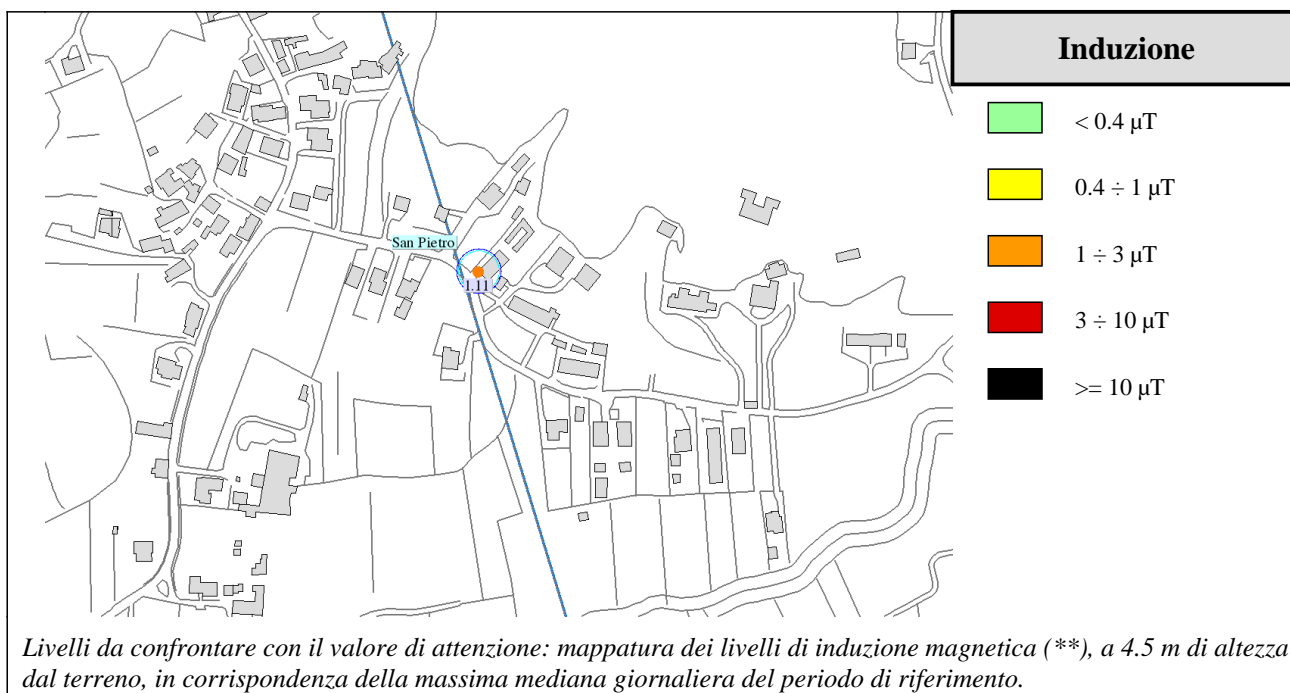 Induzione
< 0.4 µT
0.4 ÷ 1 µT
1 ÷ 3 µT
3 ÷ 10 µT
>= 10 µT
San Pietro
1.11
Livelli da confrontare con il valore di attenzione: mappatura dei livelli di induzione magnetica (**), a 4.5 m di altezza
dal terreno, in corrispondenza della massima mediana giornaliera del periodo di riferimento.